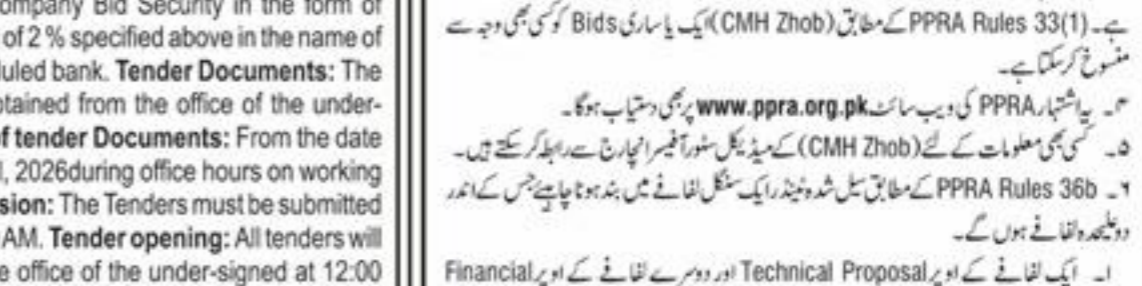 ompany Bid Security in the form of
of 2 % specified above in the name of
uled bank. Tender Documents: The
otained from the office of the under-
f tender Documents: From the date
, 2026during office hours on working
sion: The Tenders must be submitted
AM. Tender opening: All tenders will
e office of the under-signed at 12:00
ہے۔ PPRA Rules 33(1) کے مطابق (CMH Zhob) ایک یا ساری Bids کو کسی بھی وجہ سے
منسوخ کر سکتا ہے۔
۴۔ یہ اشتہار PPRA کی ویب سائٹ www.ppra.org.pk پر بھی دستیاب ہوگا۔
۵۔ کسی بھی معلومات کے لئے (CMH Zhob) کے میڈیکل سٹور آفیسر انچارج سے رابطہ کر سکتے ہیں۔
۶۔ PPRA Rules 36b کے مطابق سیل شدہ ٹینڈر ایک سنگل لفافے میں بند ہونا چاہیئے جس کے اندر
دو علیحدہ لفافے ہوں گے۔
۱۔ ایک لفافے کے اوپر Technical Proposal اور دوسرے لفافے کے اوپر Financial